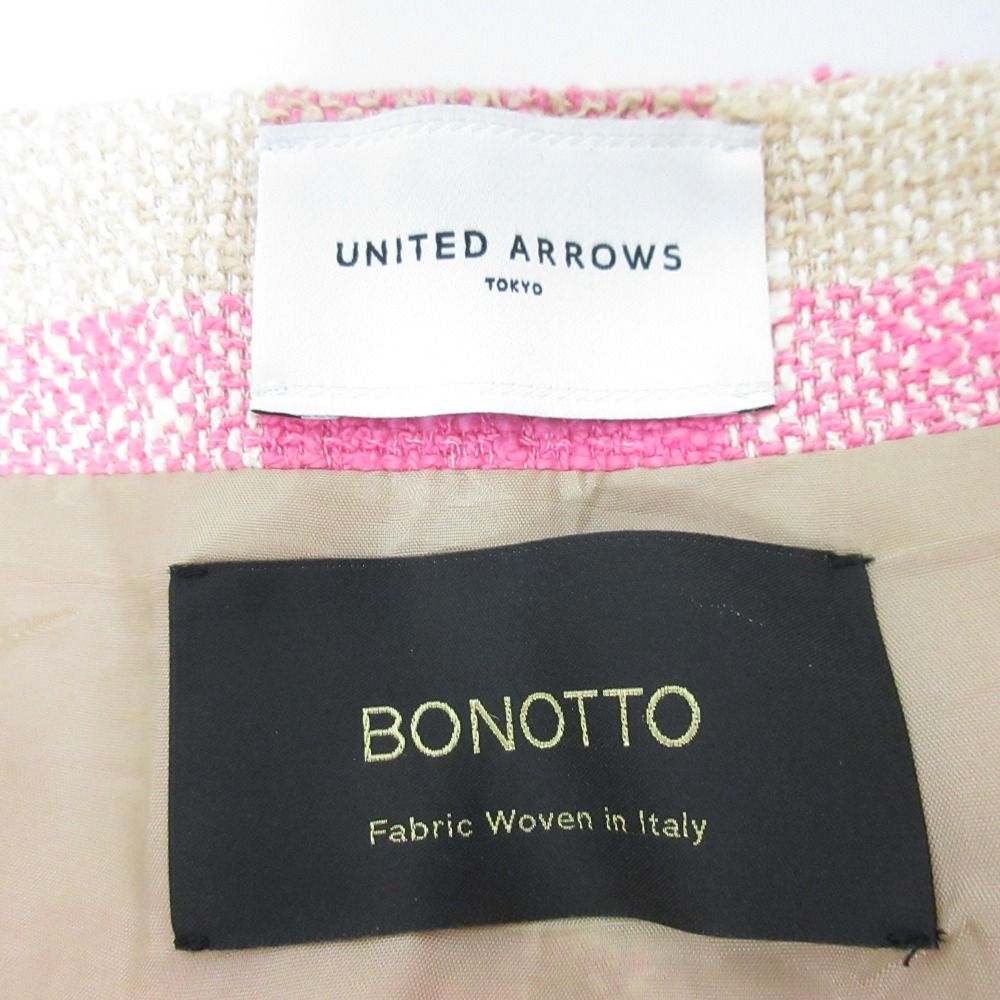 UNITED ARROWS
TOKYO
BONOTTO
Fabric Woven in Italy